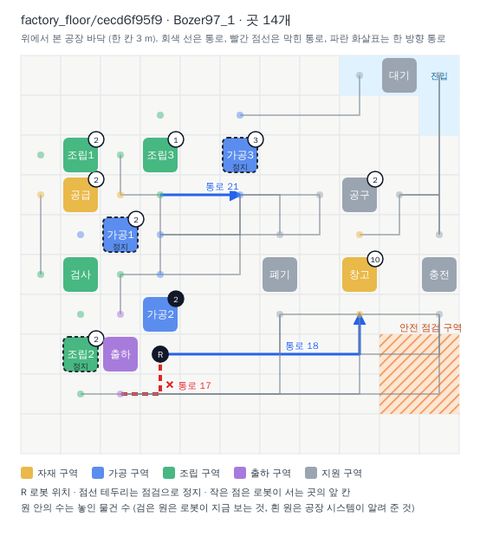 factory_floor/cecd6f95f9 · Bozer97_1 · 곳 14개
위에서 본 공장 바닥 (한 칸 3 m). 회색 선은 통로, 빨간 점선은 막힌 통로, 파란 화살표는 한 방향 통로
대기
전입
2
1
3
조립1
조립3
가공3
정지
2
통로 21
2
공급
공구
2
가공1
정지
10
검사
폐기
창고
충전
2
가공2
안전 점검 구역
2
조립2
정지
출하
R
통로 18
× 통로 17
자재 구역
가공 구역
조립 구역
출하 구역
지원 구역
R 로봇 위치 · 점선 테두리는 점검으로 정지 · 작은 점은 로봇이 서는 곳의 앞 칸
원 안의 수는 놓인 물건 수 (검은 원은 로봇이 지금 보는 것, 흰 원은 공장 시스템이 알려 준 것)